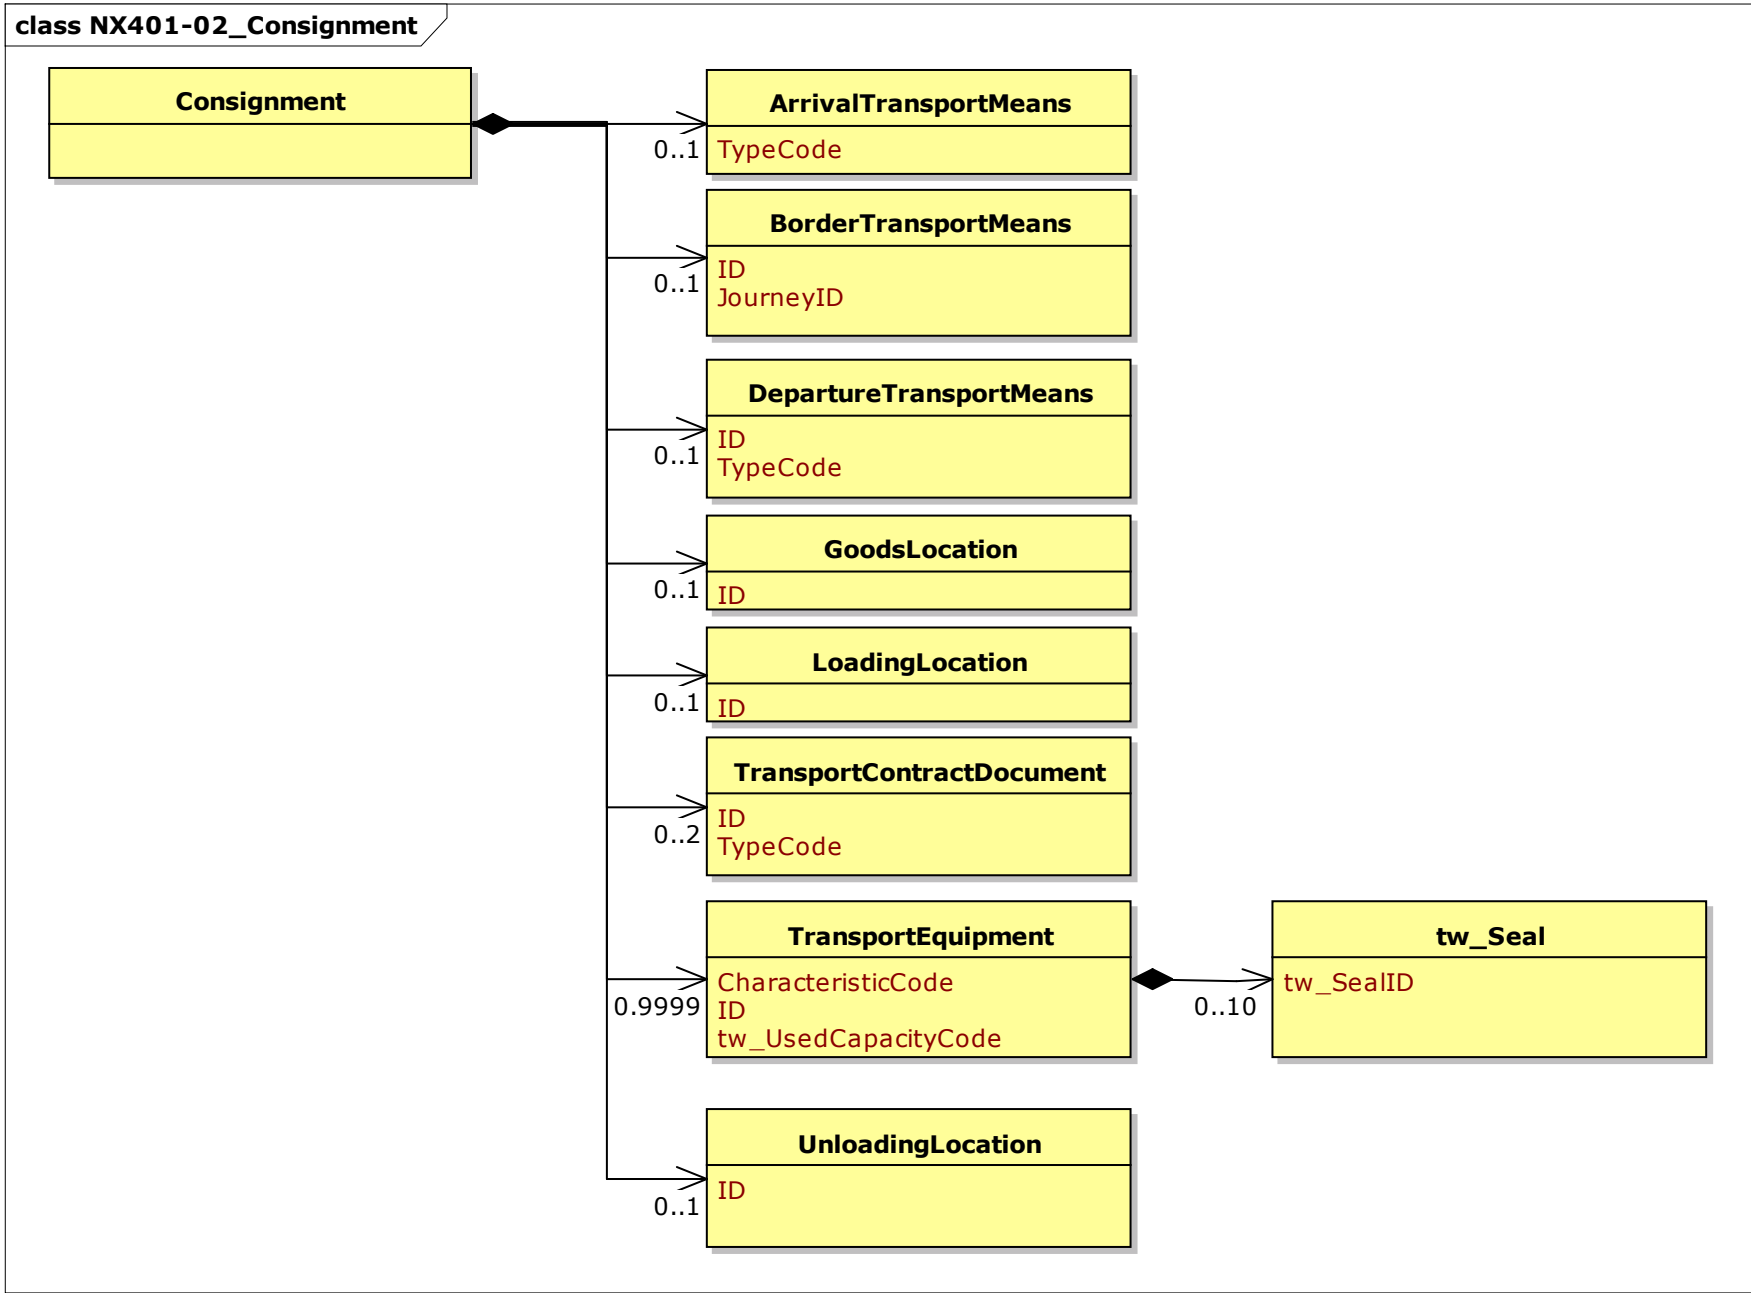 class NX401-02_Consignment
Consignment
ArrivalTransportMeans
0..1
TypeCode
BorderTransportMeans
ID
0..1
JourneyID
DepartureTransportMeans
ID
0..1
TypeCode
GoodsLocation
0..1
ID
LoadingLocation
0..1
ID
TransportContractDocument
ID
0..2
TypeCode
TransportEquipment
CharacteristicCode
0.9999
ID
tw_UsedCapacityCode
tw_Seal
0..10
tw_SealID
UnloadingLocation
ID
0..1